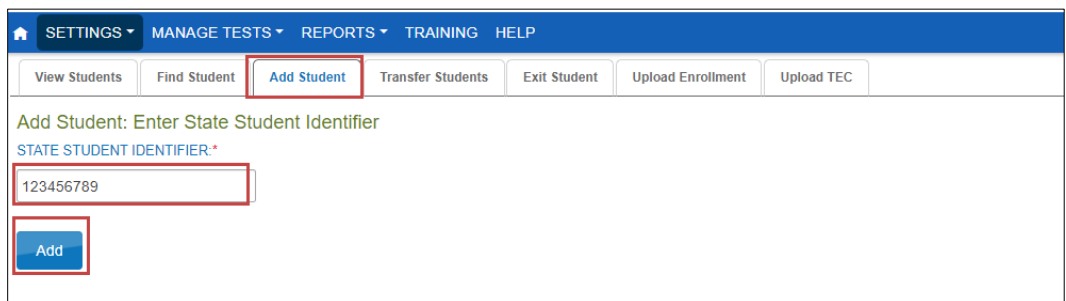 SETTINGS MANAGE TESTS REPORTS TRAINING HELP
View Students Find Student Add Student Transfer Students Exit Student Upload Enrollment Upload TEC
Add Student: Enter State Student Identifier
STATE STUDENT IDENTIFIER:*
123456789
Add